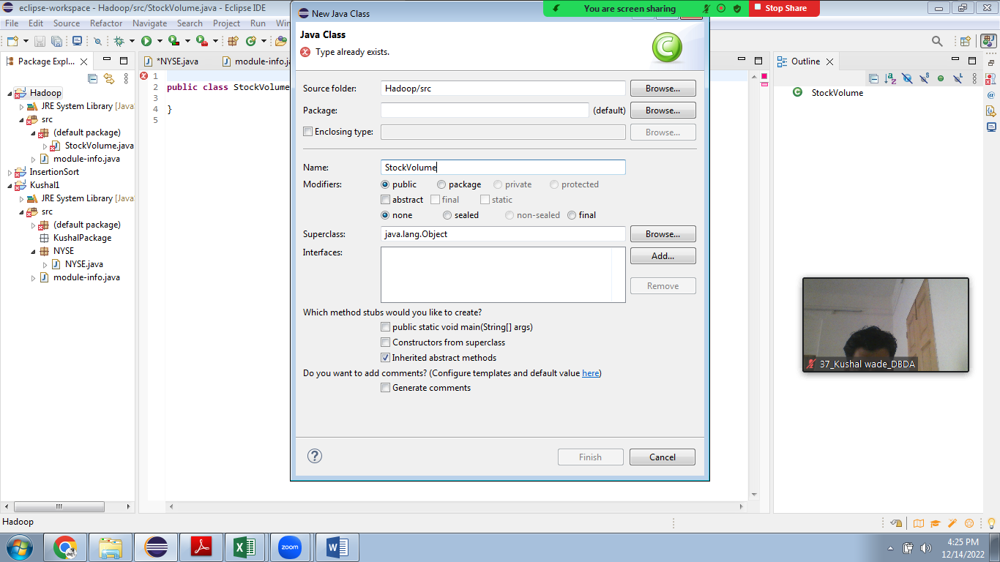 eclipse-workspace - Hadoop/src/StockVolume.java - Eclipse IDE
File Edit Source Refactor Navigate Search Project Run
Package Expl...
Hadoop
JRE System Library [Java
src
(default package)
StockVolume.java
module-info.java
InsertionSort
Kushal1
JRE System Library [Java
src
(default package)
KushalPackage
NYSE
NYSE.java
module-info.java
*NYSE.java
1
2 public class StockVolume
3
4 }
5
New Java Class
You are screen sharing
Stop Share
Java Class
Type already exists.
Source folder: Hadoop/src Browse...
Package: (default) Browse...
Enclosing type: Browse...
Name: StockVolume
Modifiers: public package private protected
abstract final static
none sealed non-sealed final
Superclass: java.lang.Object Browse...
Interfaces: Add...
Remove
Which method stubs would you like to create?
public static void main(String[] args)
Constructors from superclass
Inherited abstract methods
Do you want to add comments? (Configure templates and default value here)
Generate comments
Finish Cancel
Outline
StockVolume
37_Kushal wade_DBDA
Hadoop
zoom
4:25 PM
12/14/2022